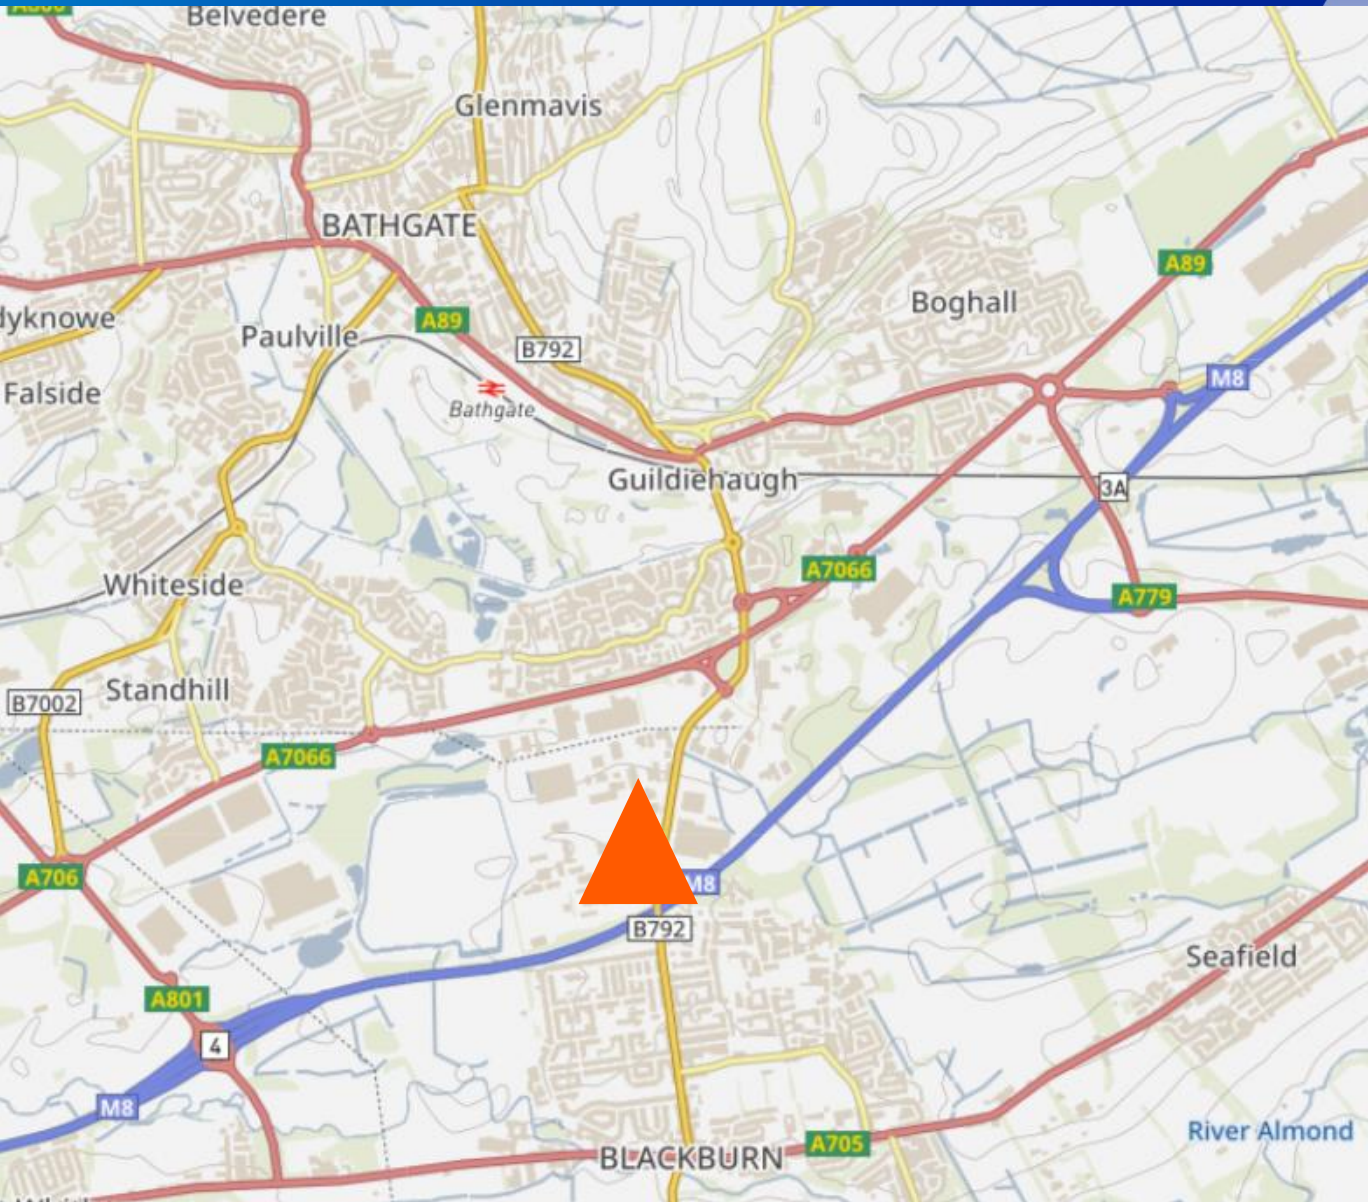 Belvedere
Glenmavis
BATHGATE
A89
Boghall
dyknowe
Paulville
A89
B792
M8
Falside
Bathgate
Guildiehaugh
3A
A7066
Whiteside
A779
Standhill
B7002
A7066
A706
M8
B792
Seafield
A801
4
M8
River Almond
A705
BLACKBURN